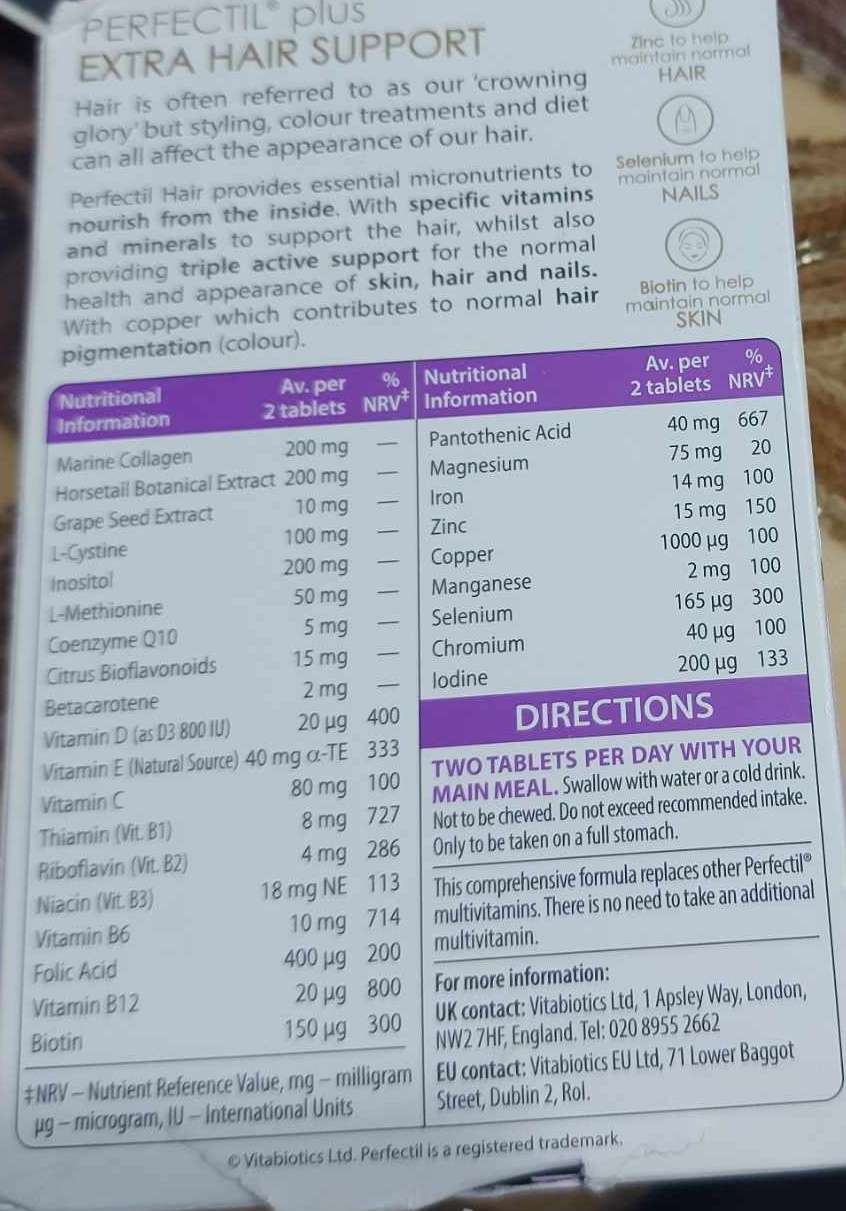 PERFECTIL® plus
EXTRA HAIR SUPPORT
Hair is often referred to as our 'crowning
glory' but styling, colour treatments and diet
can all affect the appearance of our hair.
Perfectil Hair provides essential micronutrients to
nourish from the inside. With specific vitamins
and minerals to support the hair, whilst also
providing triple active support for the normal
health and appearance of skin, hair and nails.
With copper which contributes to normal hair
pigmentation (colour).
Zinc to help
maintain normal
HAIR
Selenium to help
maintain normal
NAILS
Biotin to help
maintain normal
SKIN
Nutritional Information Av. per 2 tablets % NRV‡
Marine Collagen 200 mg —
Horsetail Botanical Extract 200 mg —
Grape Seed Extract 10 mg —
L-Cystine 100 mg —
Inositol 200 mg —
L-Methionine 50 mg —
Coenzyme Q10 5 mg —
Citrus Bioflavonoids 15 mg —
Betacarotene 2 mg —
Vitamin D (as D3 800 IU) 20 µg 400
Vitamin E (Natural Source) 40 mg α-TE 333
Vitamin C 80 mg 100
Thiamin (Vit. B1) 8 mg 727
Riboflavin (Vit. B2) 4 mg 286
Niacin (Vit. B3) 18 mg NE 113
Vitamin B6 10 mg 714
Folic Acid 400 µg 200
Vitamin B12 20 µg 800
Biotin 150 µg 300
‡NRV – Nutrient Reference Value, mg – milligram
µg – microgram, IU – International Units
Nutritional Information Av. per 2 tablets % NRV‡
Pantothenic Acid 40 mg 667
Magnesium 75 mg 20
Iron 14 mg 100
Zinc 15 mg 150
Copper 1000 µg 100
Manganese 2 mg 100
Selenium 165 µg 300
Chromium 40 µg 100
Iodine 200 µg 133
DIRECTIONS
TWO TABLETS PER DAY WITH YOUR
MAIN MEAL. Swallow with water or a cold drink.
Not to be chewed. Do not exceed recommended intake.
Only to be taken on a full stomach.
This comprehensive formula replaces other Perfectil®
multivitamins. There is no need to take an additional
multivitamin.
For more information:
UK contact: Vitabiotics Ltd, 1 Apsley Way, London,
NW2 7HF, England. Tel: 020 8955 2662
EU contact: Vitabiotics EU Ltd, 71 Lower Baggot
Street, Dublin 2, RoI.
© Vitabiotics Ltd. Perfectil is a registered trademark.